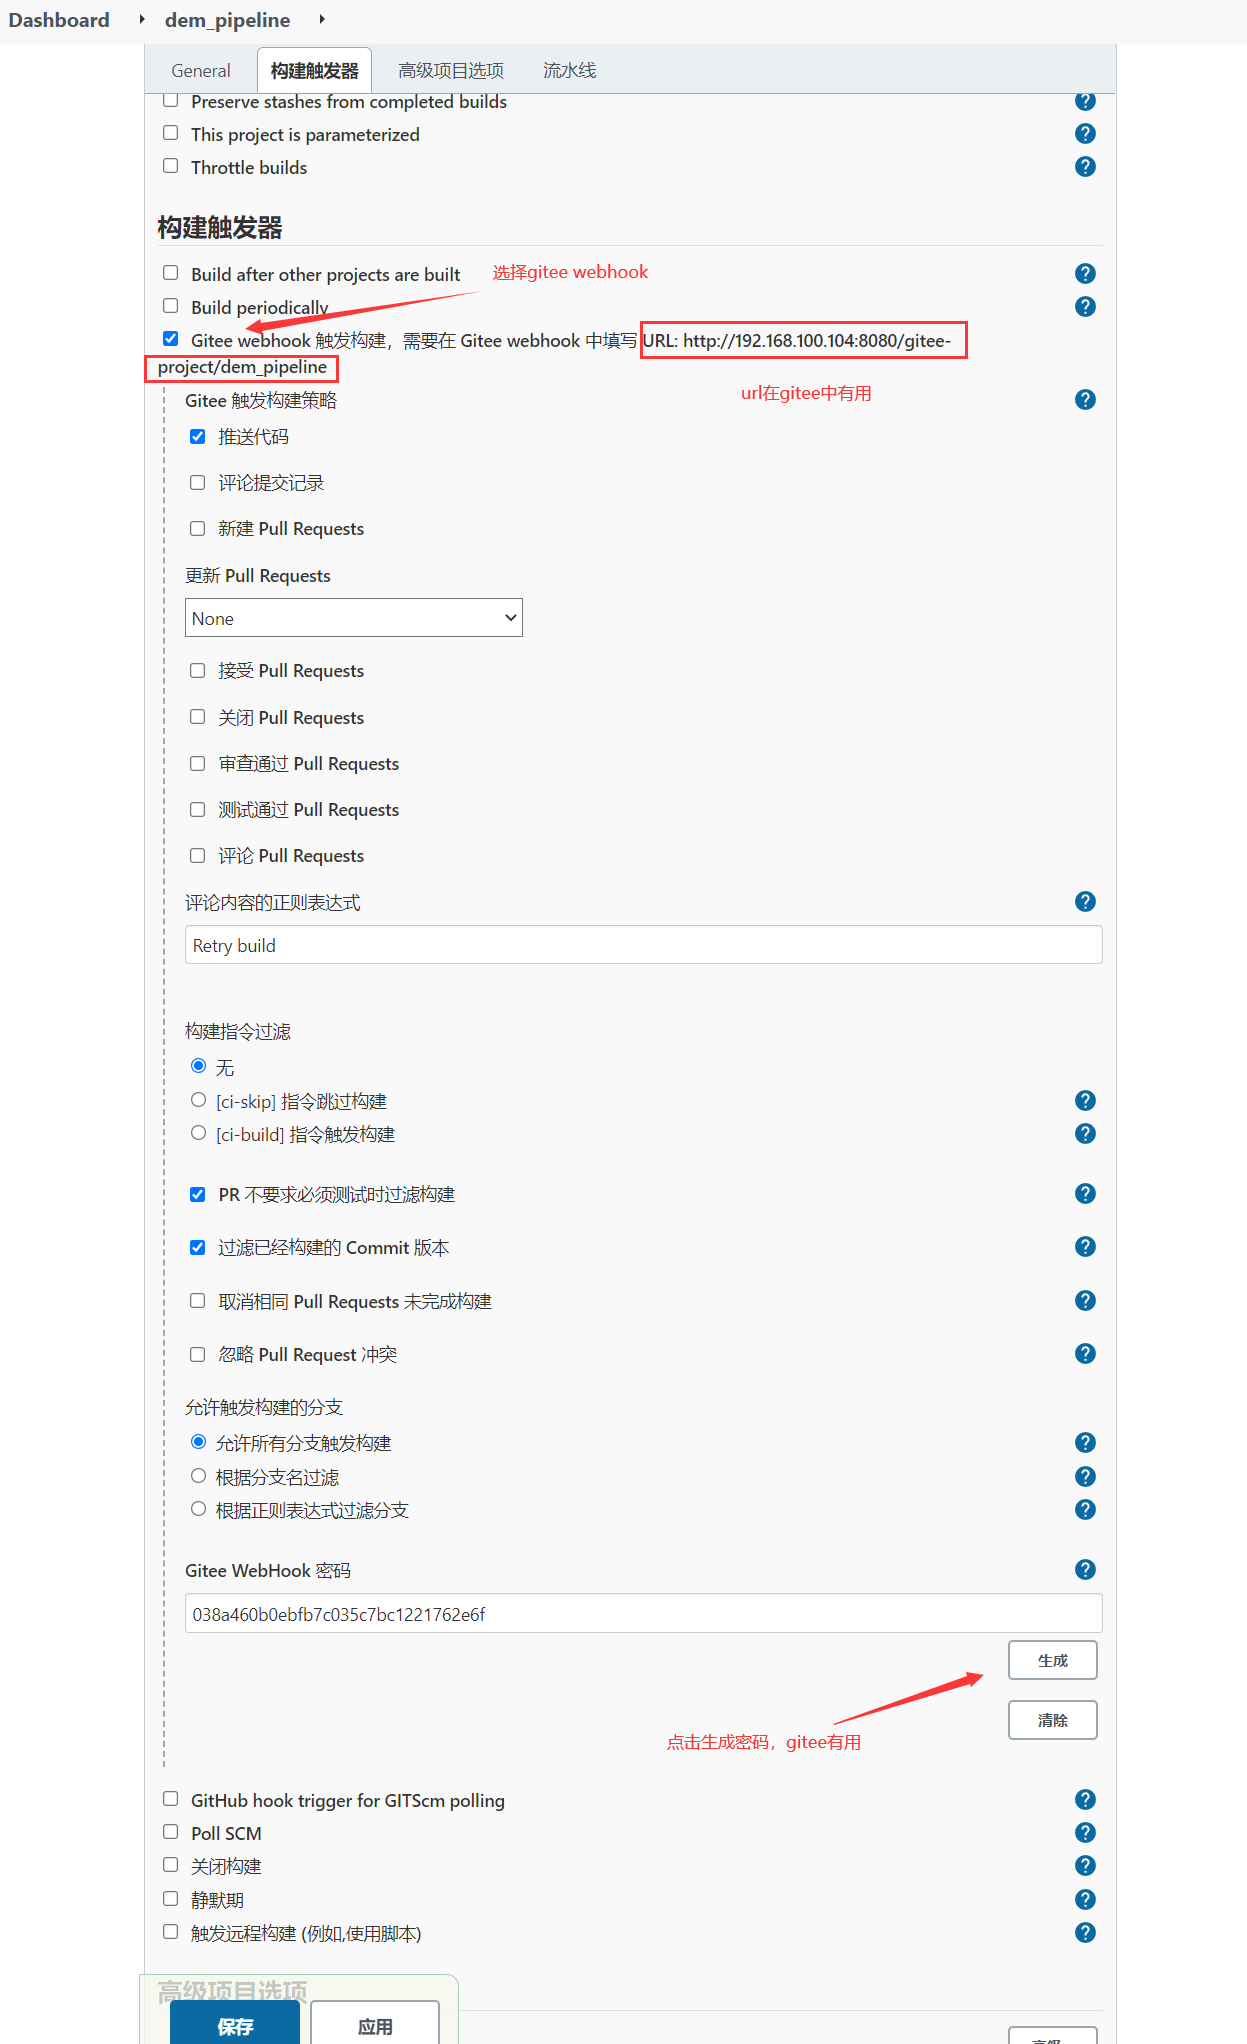 Dashboard dem_pipeline
General 构建触发器 高级项目选项 流水线
Preserve stashes from completed builds
This project is parameterized
Throttle builds
构建触发器
Build after other projects are built 选择gitee webhook
Build periodically
Gitee webhook 触发构建，需要在 Gitee webhook 中填写 URL: http://192.168.100.104:8080/gitee-
project/dem_pipeline
url在gitee中有用
Gitee 触发构建策略
推送代码
评论提交记录
新建 Pull Requests
更新 Pull Requests
None
接受 Pull Requests
关闭 Pull Requests
审查通过 Pull Requests
测试通过 Pull Requests
评论 Pull Requests
评论内容的正则表达式
Retry build
构建指令过滤
无
[ci-skip] 指令跳过构建
[ci-build] 指令触发构建
PR 不要求必须测试时过滤构建
过滤已经构建的 Commit 版本
取消相同 Pull Requests 未完成构建
忽略 Pull Request 冲突
允许触发构建的分支
允许所有分支触发构建
根据分支名过滤
根据正则表达式过滤分支
Gitee WebHook 密码
038a460b0ebfb7c035c7bc1221762e6f
生成
清除
点击生成密码，gitee有用
GitHub hook trigger for GITScm polling
Poll SCM
关闭构建
静默期
触发远程构建 (例如,使用脚本)
高级项目选项
保存 应用
高级